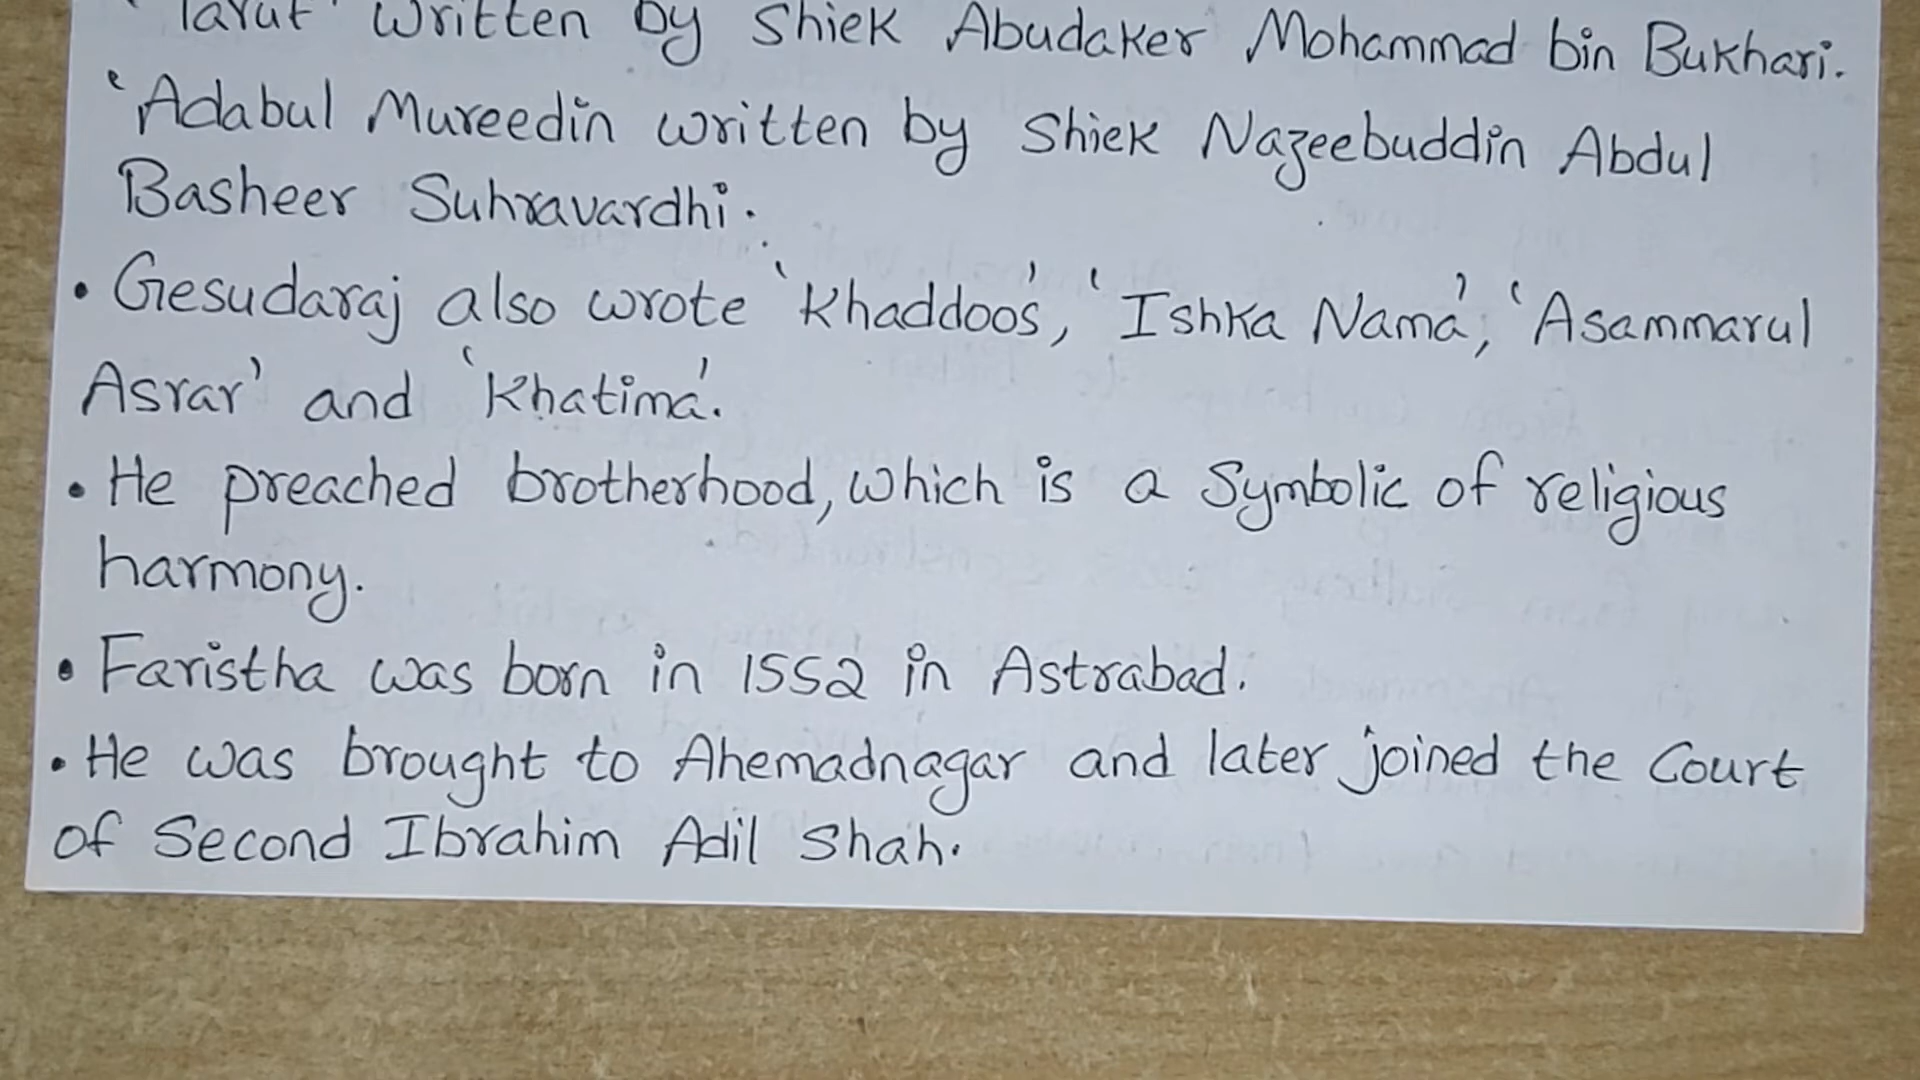 written by Shiek Abudaker Mohammad bin Bukhari.
'Adabul Mureedin written by Shiek Nazeebuddin Abdul
Basheer Suhravardhi.
• Gesudaraj also wrote 'Khaddoos', 'Ishka Nama', 'Asammarul
Asrar' and 'Khatima'.
• He preached brotherhood, which is a Symbolic of religious
harmony.
• Faristha was born in 1552 in Astrabad.
• He was brought to Ahemadnagar and later joined the Court
of Second Ibrahim Adil Shah.